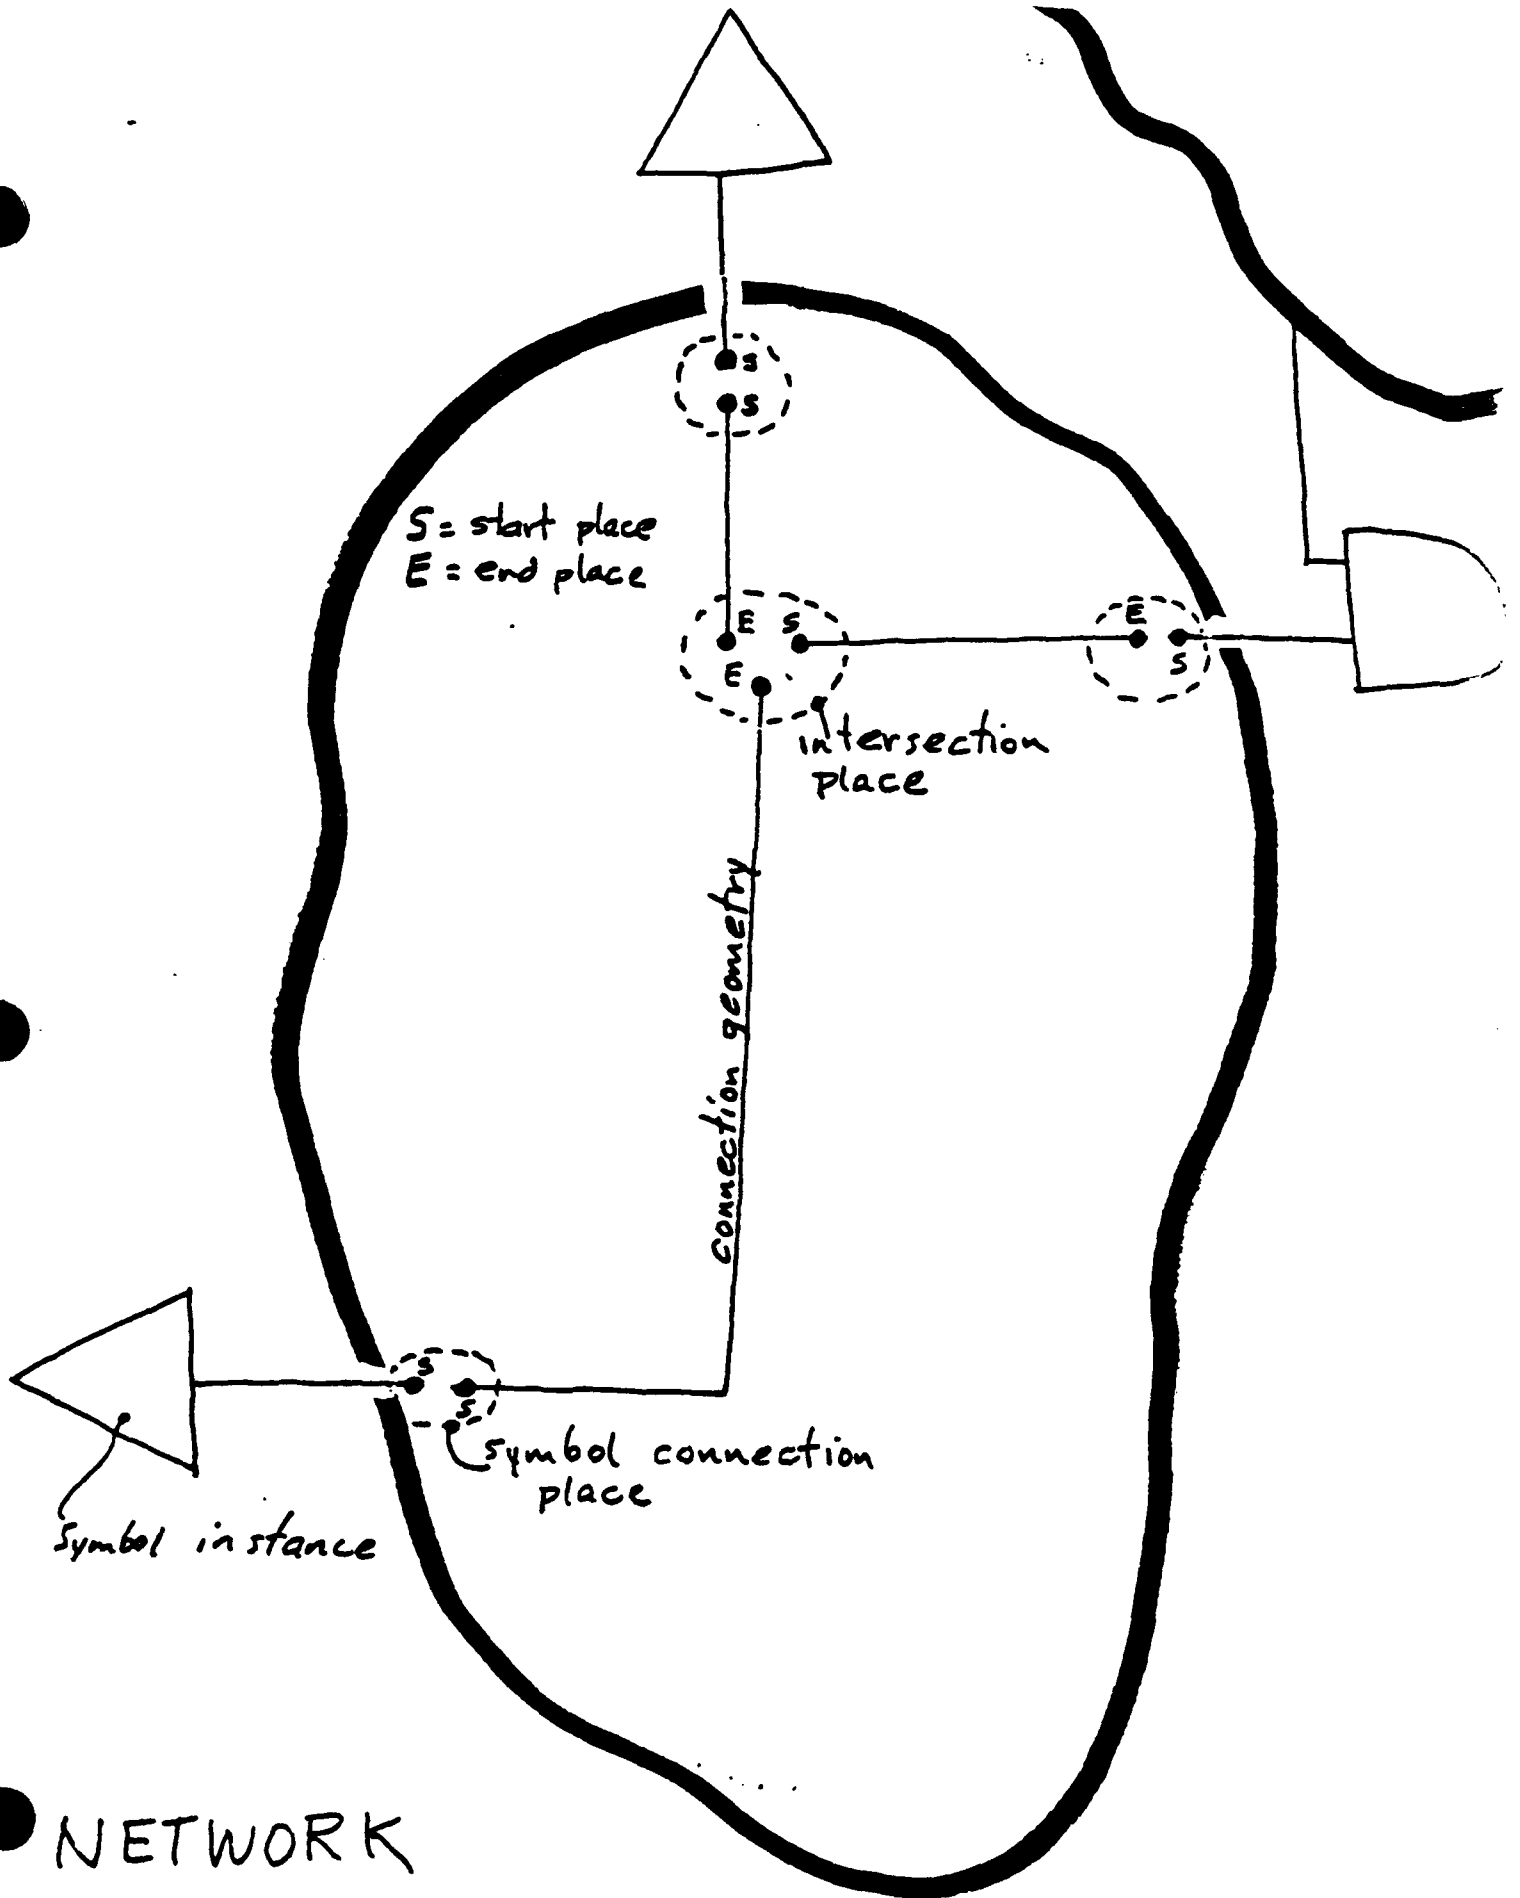 S
S
S = start place
E = end place
E S
E
E
S
intersection
place
connection geometry
S
S
symbol connection
place
symbol instance
NETWORK